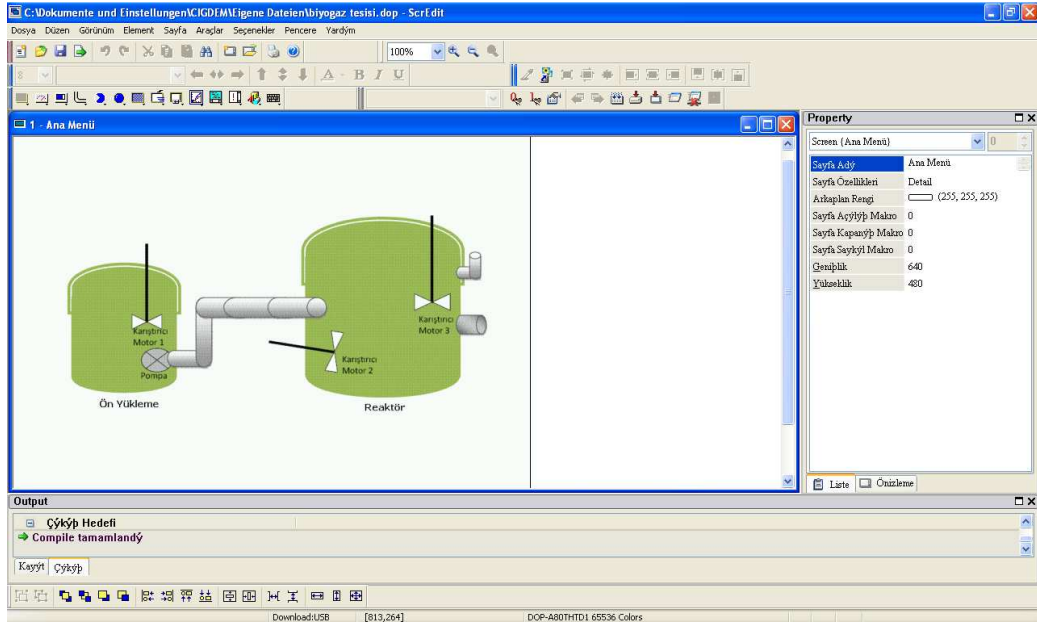 C:\Dokumente und Einstellungen\CIGDEM\Eigene Dateien\biyogaz tesisi.dop - ScrEdit
Dosya Düzen Görünüm Element Sayfa Araçlar Seçenekler Pencere Yardým
100%
8 A B I U
1 - Ana Menü
Karıştırıcı
Motor 1
Pompa
Ön Yükleme
Karıştırıcı
Motor 2
Karıştırıcı
Motor 3
Reaktör
Property
Screen {Ana Menü} 0
Sayfa Adý Ana Menü
Sayfa Özellikleri Detail
Arkaplan Rengi (255, 255, 255)
Sayfa Açýlýþ Makro 0
Sayfa Kapanýþ Makro 0
Sayfa Saykýl Makro 0
Geniþlik 640
Yükseklik 480
Liste Önizleme
Output
Çýkýþ Hedefi
Compile tamamlandý
Kayýt Çýkýþ
Download:USB [813,264] DOP-A80THTD1 65536 Colors